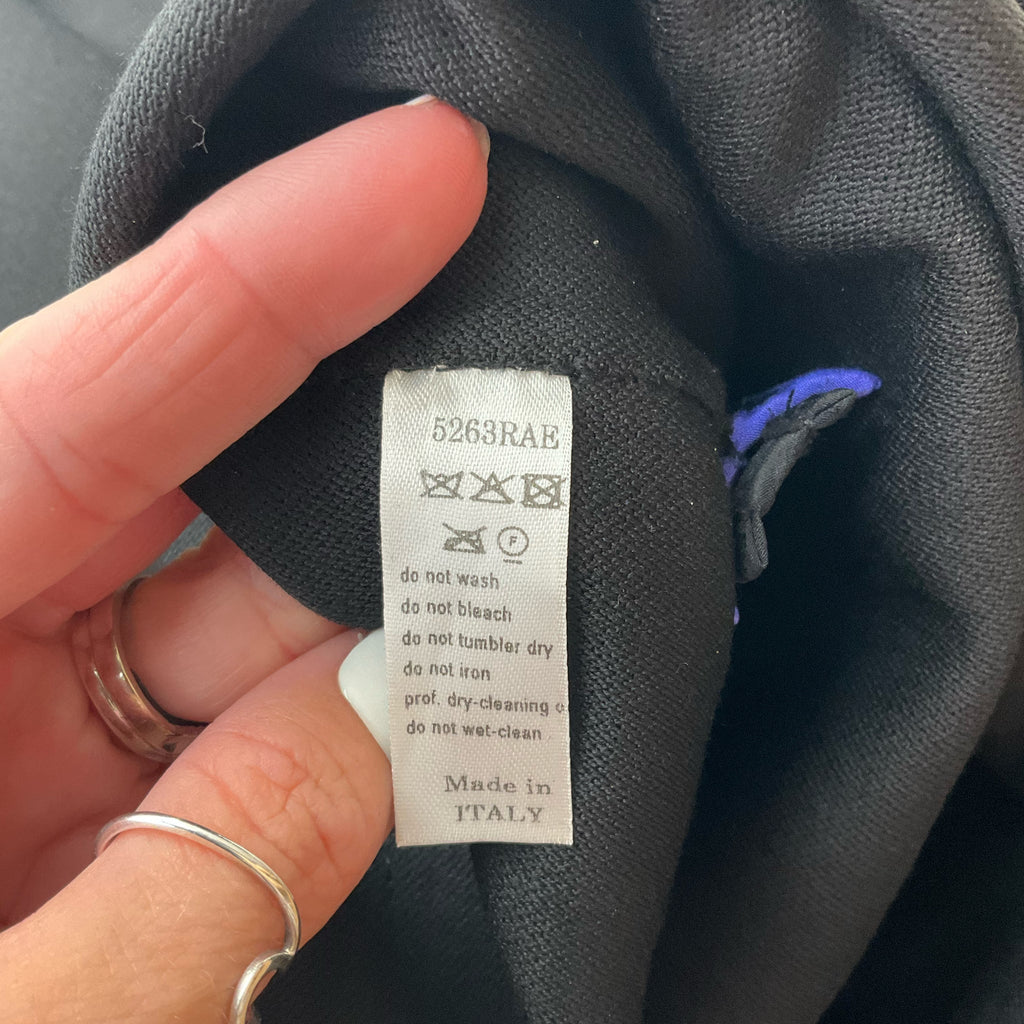 5263RAE
F
do not wash
do not bleach
do not tumbler dry
do not iron
prof. dry-cleaning
do not wet-clean
Made in
ITALY